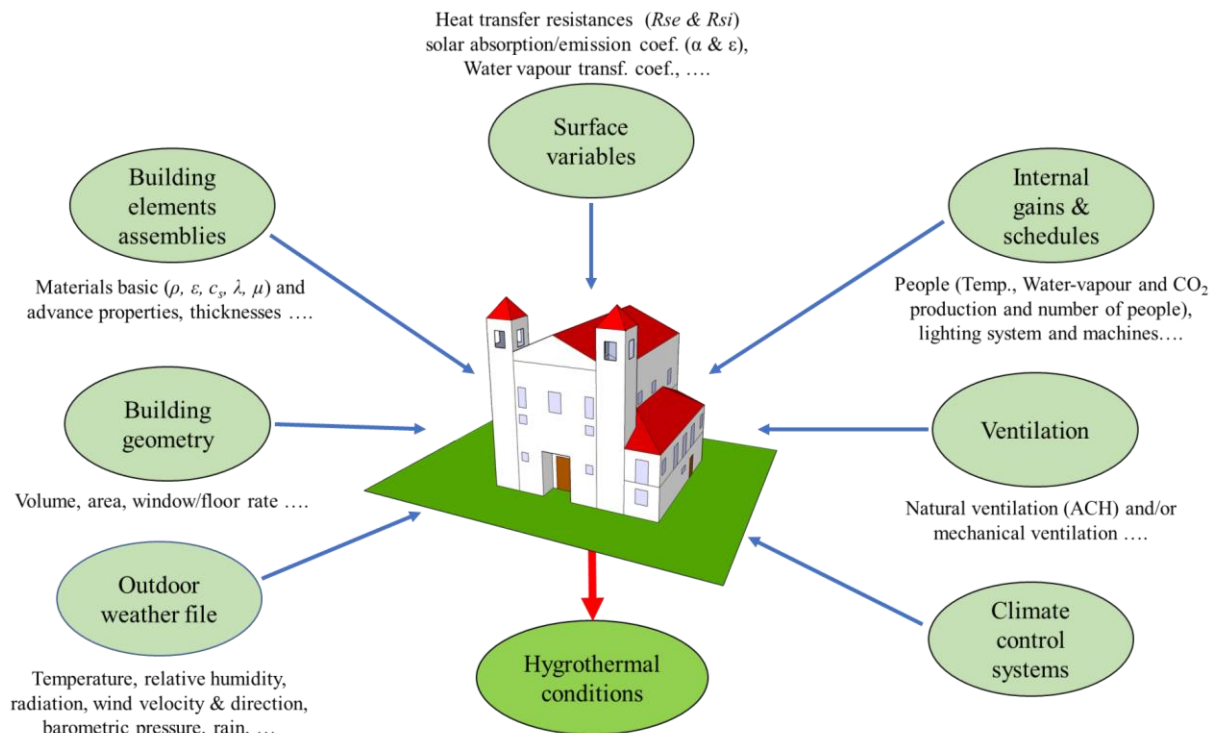 Heat transfer resistances (Rse & Rsi)
solar absorption/emission coef. (α & ε),
Water vapour transf. coef., ….
Surface
variables
Building
elements
assemblies
Materials basic (ρ, ε, cs, λ, μ) and
advance properties, thicknesses ….
Building
geometry
Volume, area, window/floor rate ….
Outdoor
weather file
Temperature, relative humidity,
radiation, wind velocity & direction,
barometric pressure, rain, …
Internal
gains &
schedules
People (Temp., Water-vapour and CO2
production and number of people),
lighting system and machines….
Ventilation
Natural ventilation (ACH) and/or
mechanical ventilation ….
Climate
control
systems
Hygrothermal
conditions